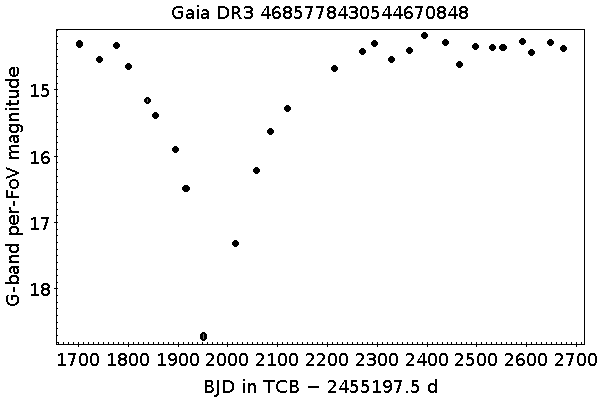 Gaia DR3 4685778430544670848
G-band per-FoV magnitude
15
16
17
18
1700 1800 1900 2000 2100 2200 2300 2400 2500 2600 2700
BJD in TCB − 2455197.5 d